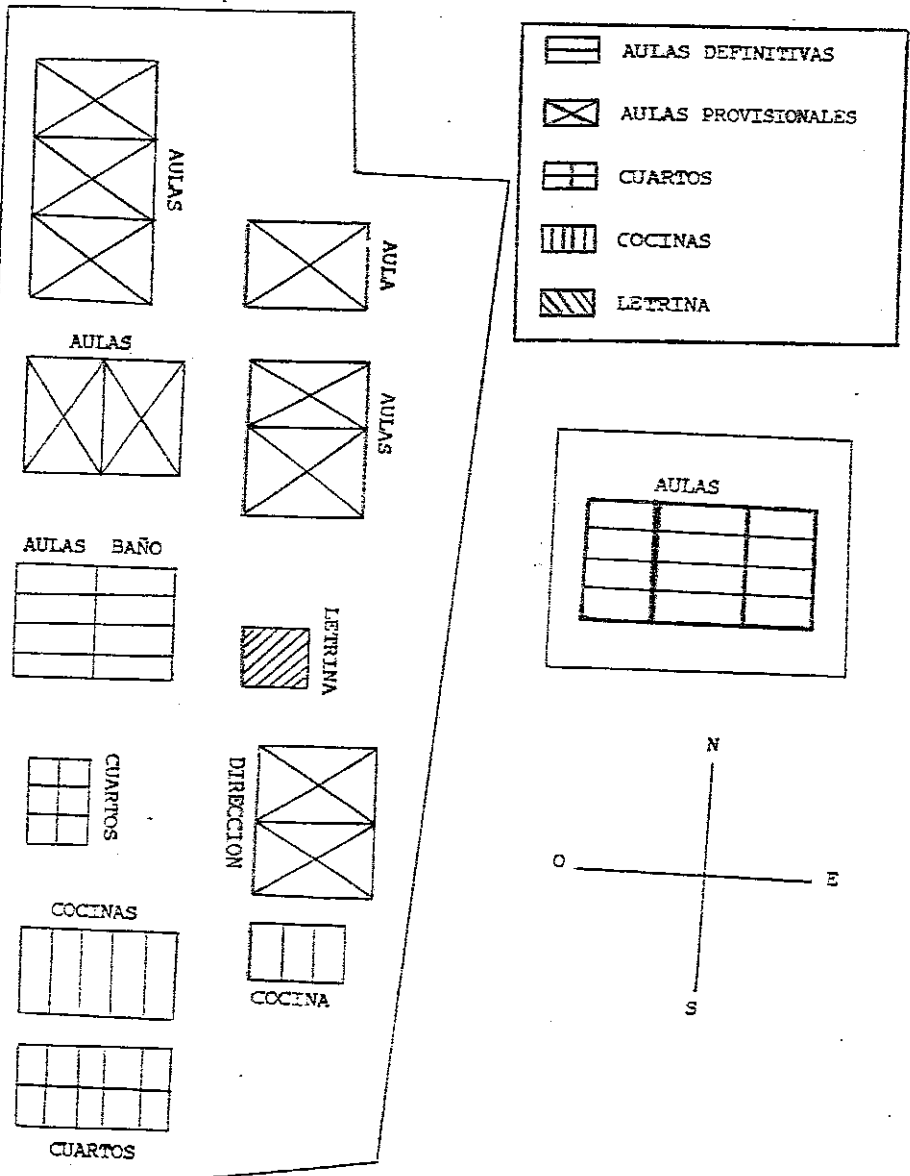 AULAS DEFINITIVAS
AULAS PROVISIONALES
CUARTOS
COCINAS
LETRINA
AULAS
AULA
AULAS
AULAS
AULAS BAÑO
LETRINA
CUARTOS
DIRECCION
COCINAS
COCINA
CUARTOS
AULAS
N
O
E
S